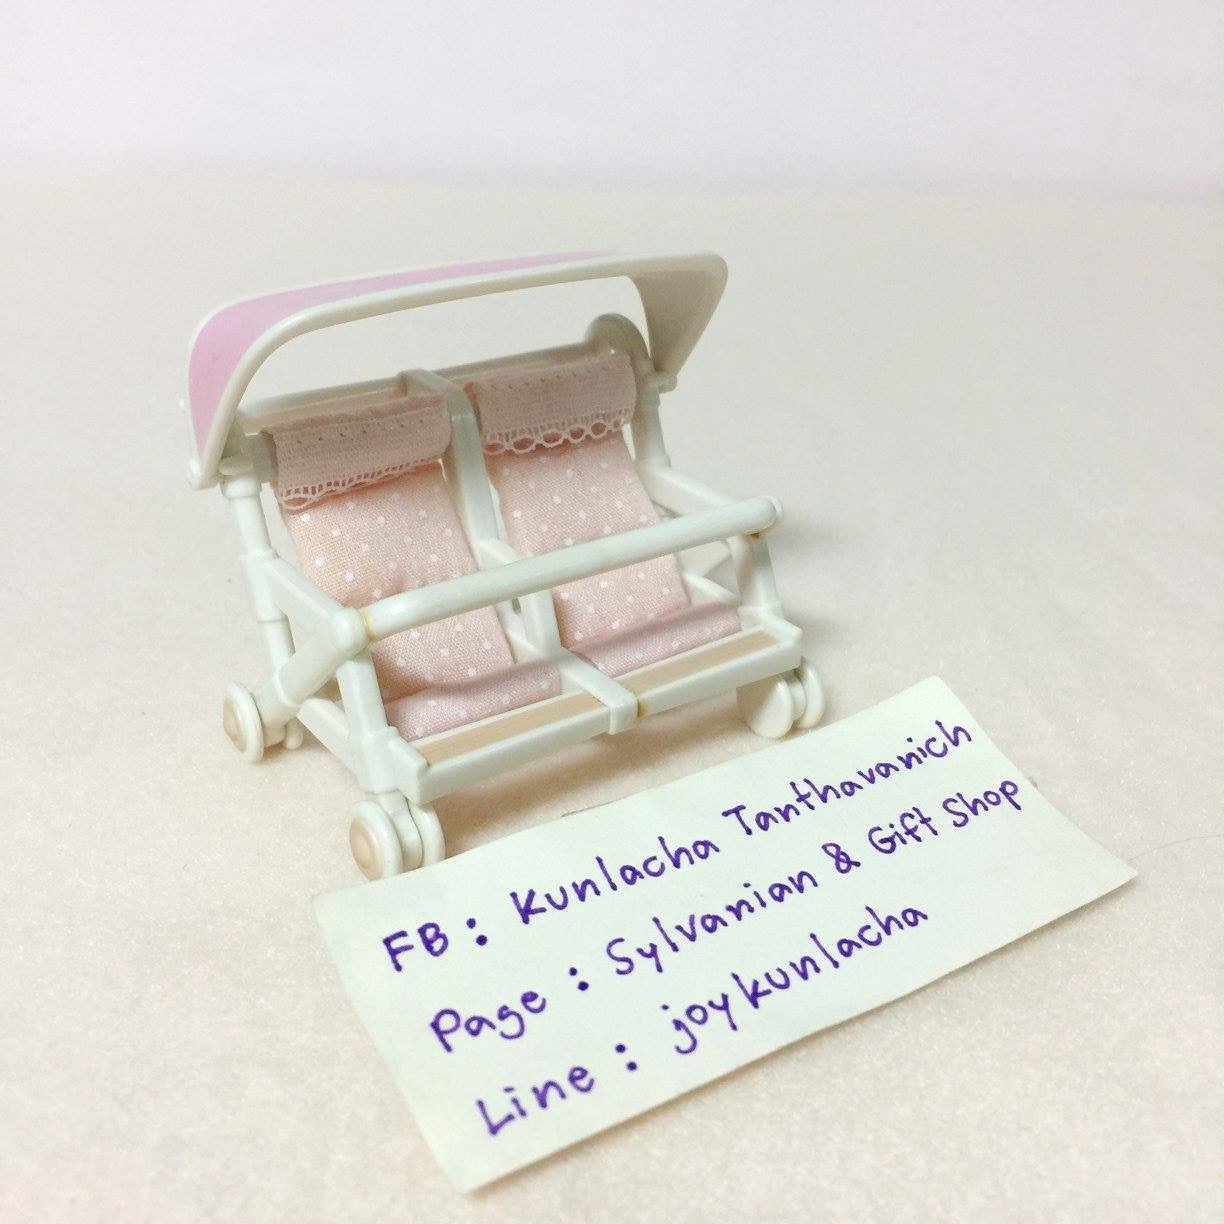 FB : Kunlacha Tanthavanich
Page : Sylvanian & Gift Shop
Line : joykunlacha